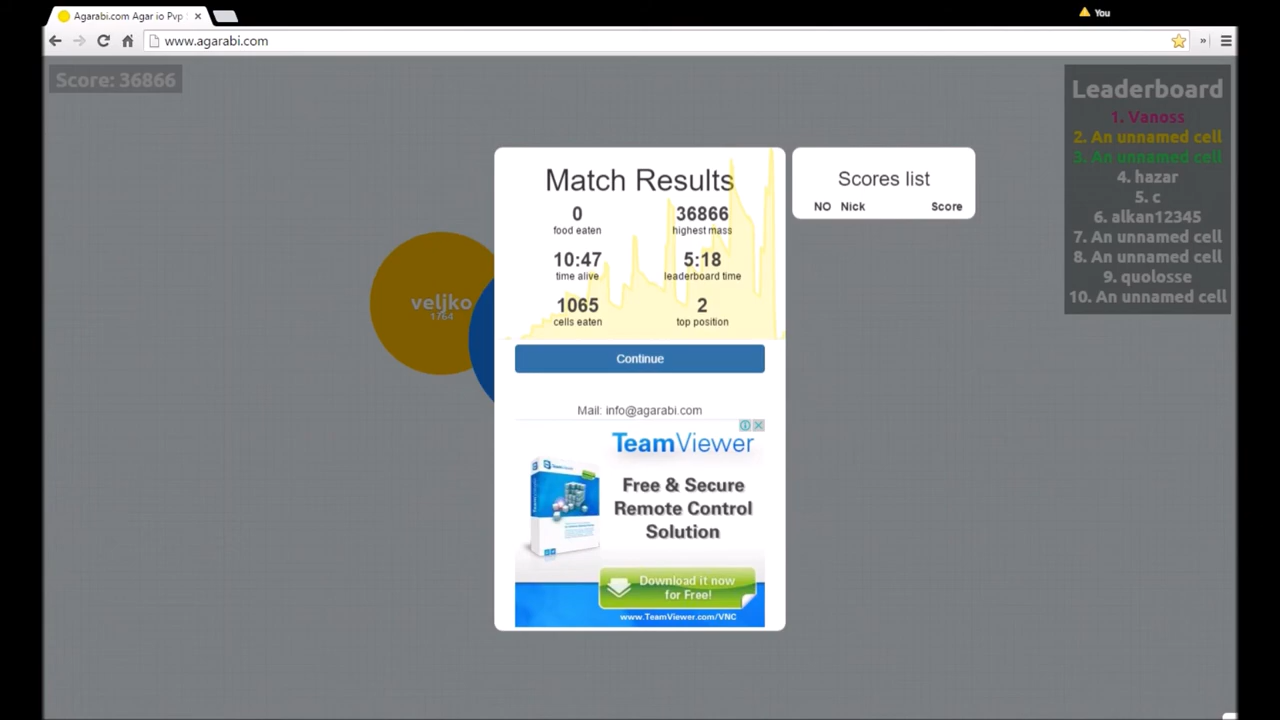 Agarabi.com Agar io Pvp
You
www.agarabi.com
Score: 36866
Match Results
0
food eaten
36866
highest mass
10:47
time alive
5:18
leaderboard time
1065
cells eaten
2
top position
Continue
Mail: info@agarabi.com
TeamViewer
Free & Secure
Remote Control
Solution
Download it now
for Free!
www.TeamViewer.com/VNC
Scores list
NO Nick Score
Leaderboard
1. Vanoss
2. An unnamed cell
3. An unnamed cell
4. hazar
5. c
6. alkan12345
7. An unnamed cell
8. An unnamed cell
9. quolosse
10. An unnamed cell
veljko
1764